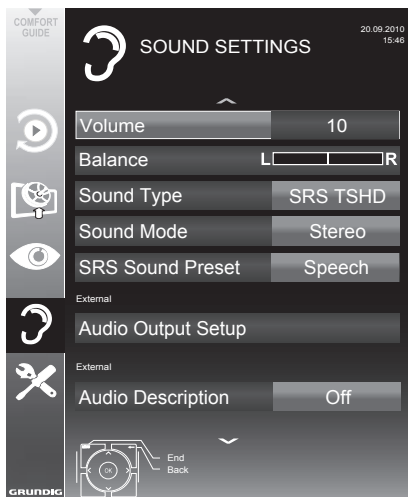 COMFORT
GUIDE
SOUND SETTINGS
20.09.2010
15:46
Volume 10
Balance L R
Sound Type SRS TSHD
Sound Mode Stereo
SRS Sound Preset Speech
External
Audio Output Setup
External
Audio Description Off
End
OK Back
GRUNDIG